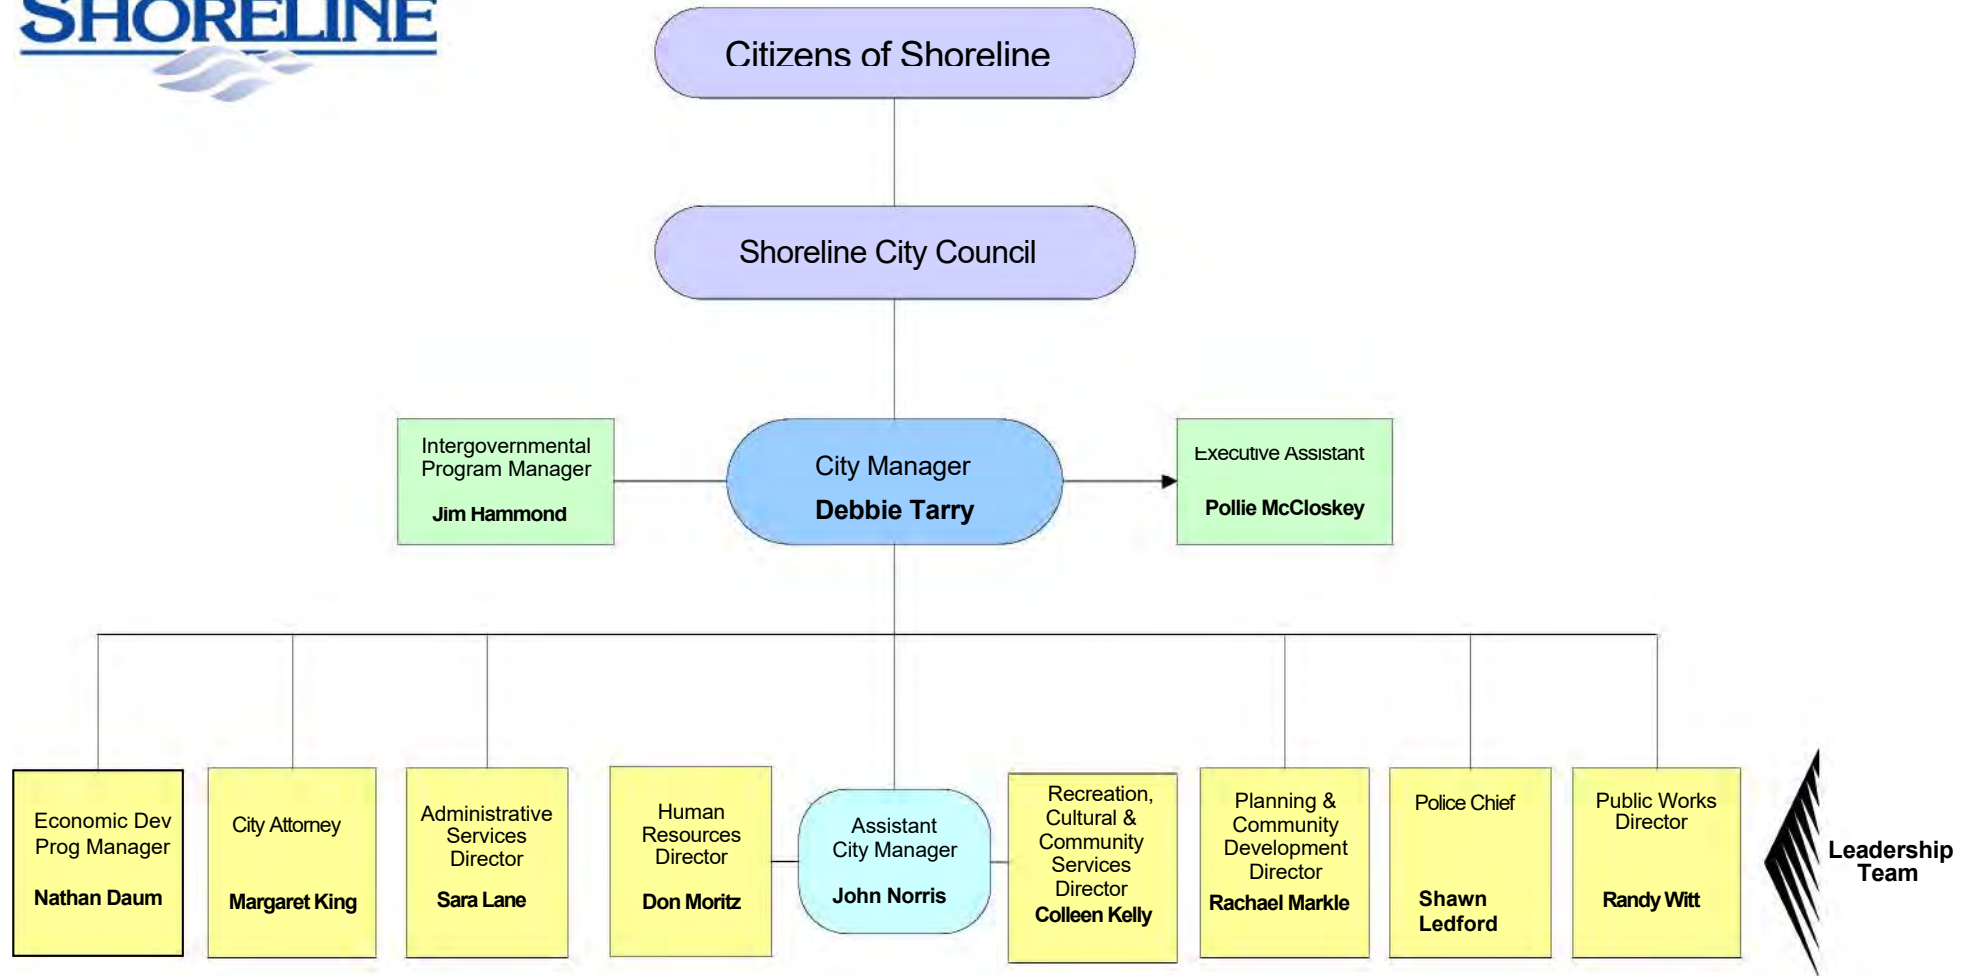 SHORELINE
Citizens of Shoreline
Shoreline City Council
Intergovernmental
Program Manager
Jim Hammond
City Manager
Debbie Tarry
Executive Assistant
Pollie McCloskey
Economic Dev
Prog Manager
Nathan Daum
City Attorney
Margaret King
Administrative
Services
Director
Sara Lane
Human
Resources
Director
Don Moritz
Assistant
City Manager
John Norris
Recreation,
Cultural &
Community
Services
Director
Colleen Kelly
Planning &
Community
Development
Director
Rachael Markle
Police Chief
Shawn
Ledford
Public Works
Director
Randy Witt
Leadership
Team